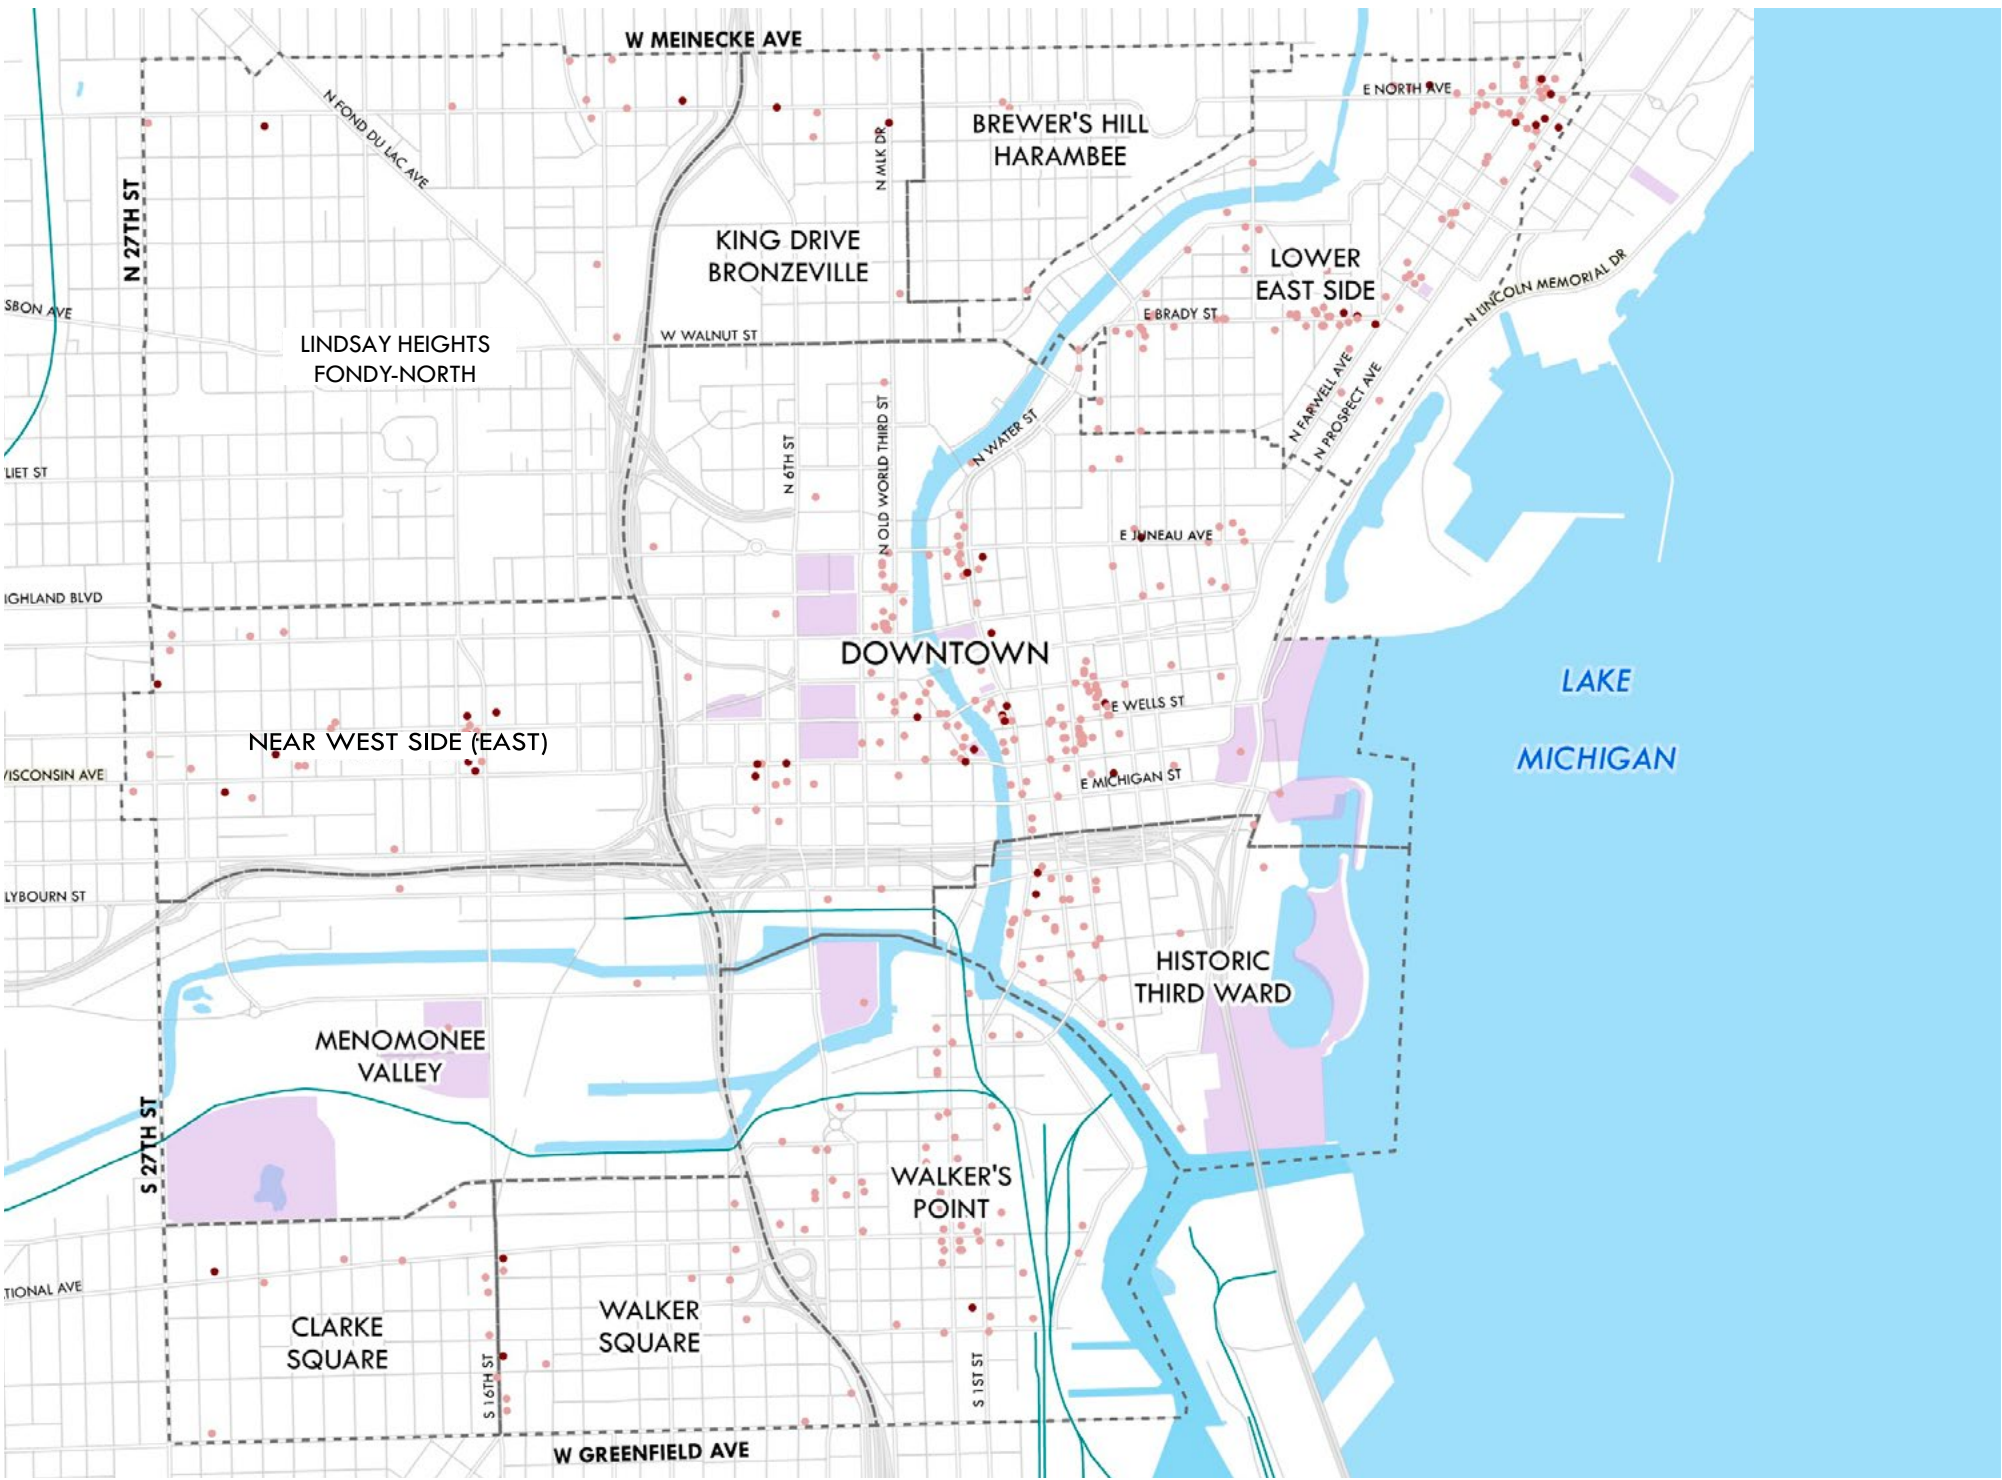 W MEINECKE AVE
E NORTH AVE
N FOND DU LAC AVE
BREWER'S HILL
HARAMBEE
N MLK DR
N 27TH ST
KING DRIVE
BRONZEVILLE
LOWER
EAST SIDE
N LINCOLN MEMORIAL DR
SBON AVE
E BRADY ST
W WALNUT ST
LINDSAY HEIGHTS
FONDY-NORTH
N FARWELL AVE
N PROSPECT AVE
N WATER ST
N OLD WORLD THIRD ST
N 6TH ST
LIET ST
E JUNEAU AVE
IGHLAND BLVD
DOWNTOWN
LAKE
MICHIGAN
E WELLS ST
NEAR WEST SIDE (EAST)
ISCONSIN AVE
E MICHIGAN ST
LYBOURN ST
HISTORIC
THIRD WARD
MENOMONEE
VALLEY
S 27TH ST
WALKER'S
POINT
TIONAL AVE
CLARKE
SQUARE
WALKER
SQUARE
S 16TH ST
S 1ST ST
W GREENFIELD AVE